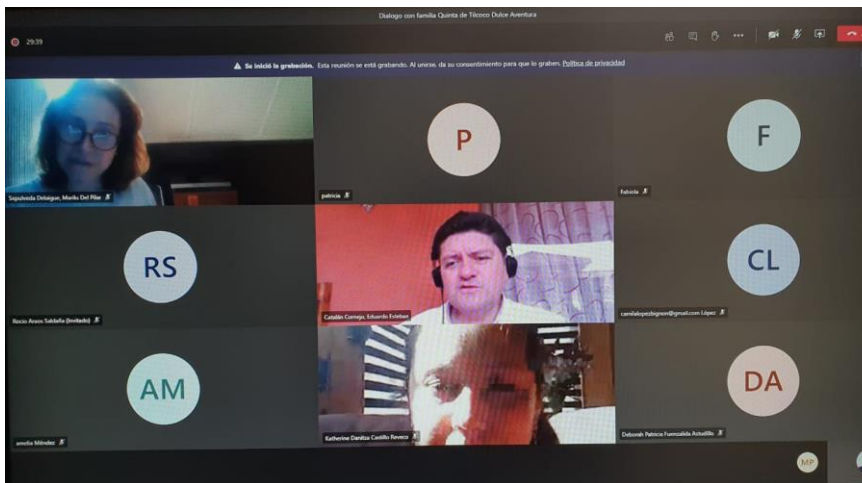 Dialogo con familia Quinta de Tilcoco Dulce Aventura
29:39
Se inició la grabación. Esta reunión se está grabando. Al unirse, da su consentimiento para que lo graben. Política de privacidad
Sepulveda Delaigue, Marilu Del Pilar
P
patricia
F
Fabiola
RS
Rocio Araos Saldaña (Invitado)
Catalán Cornejo, Eduardo Esteban
CL
camilalopezbignon@gmail.com López
AM
amelia Méndez
Katherine Danitza Castillo Reveco
DA
Deborah Patricia Fuenzalida Astudillo
MP